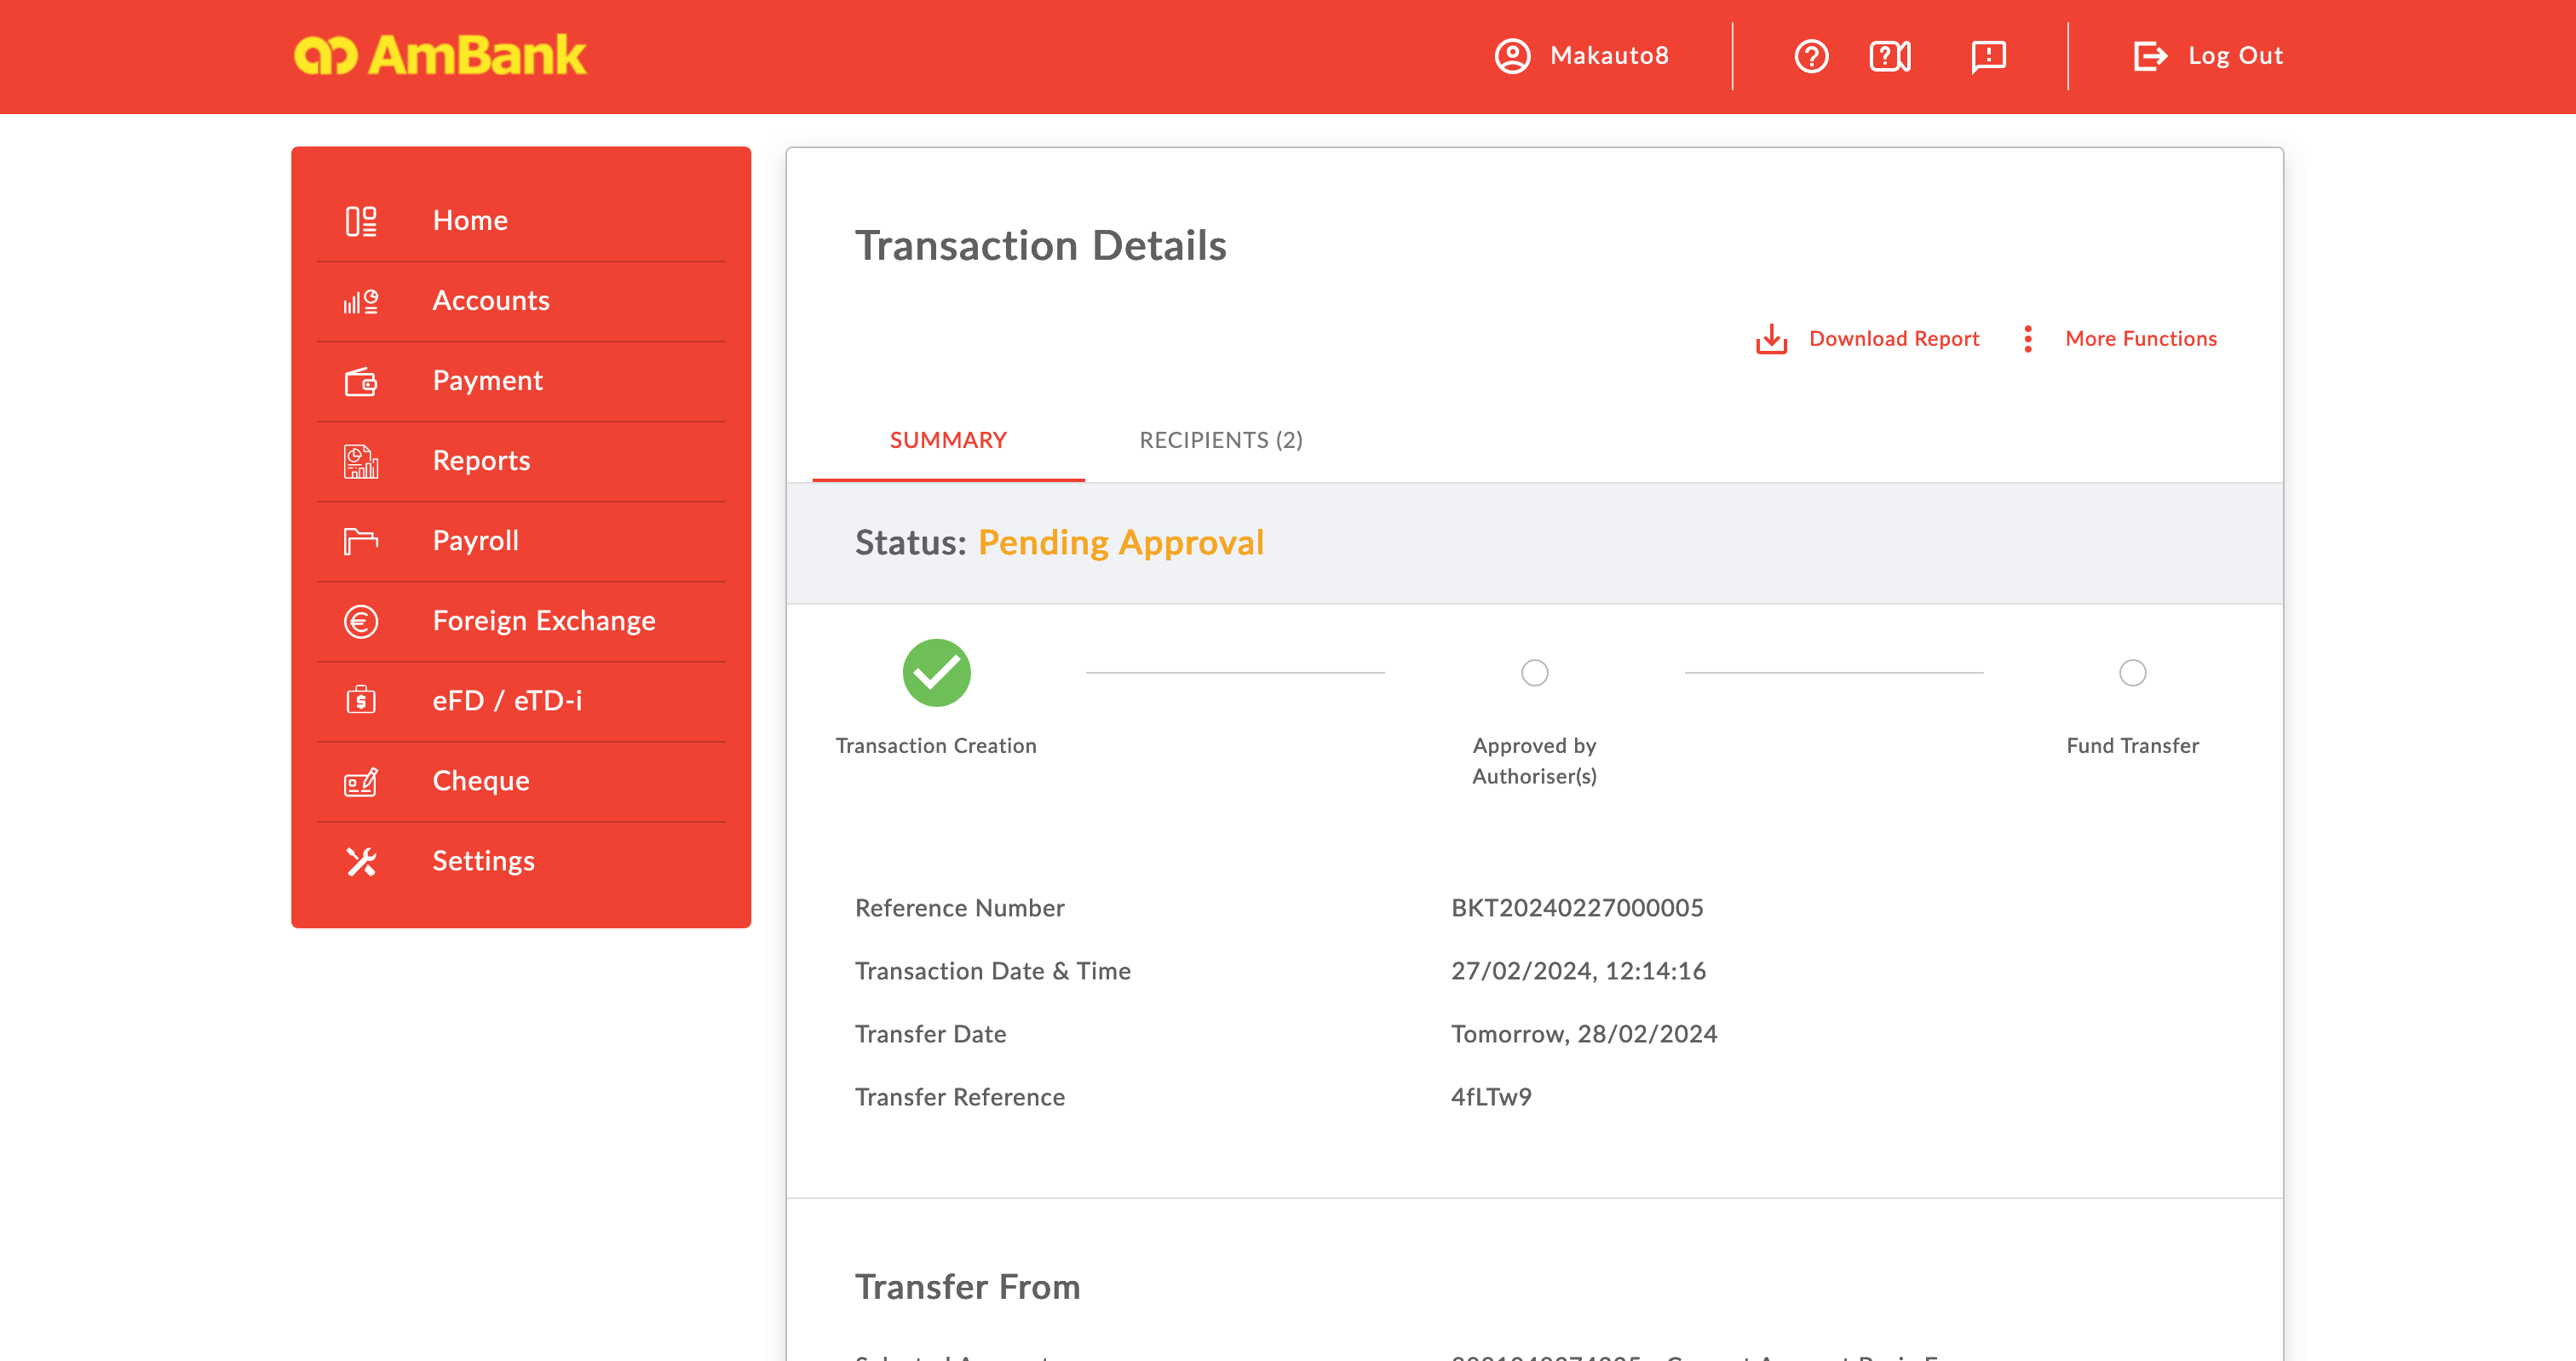 AmBank
Makauto8
Log Out
Home
Accounts
Payment
Reports
Payroll
Foreign Exchange
eFD / eTD-i
Cheque
Settings
Transaction Details
Download Report
More Functions
SUMMARY
RECIPIENTS (2)
Status: Pending Approval
Transaction Creation
Approved by
Authoriser(s)
Fund Transfer
Reference Number
BKT20240227000005
Transaction Date & Time
27/02/2024, 12:14:16
Transfer Date
Tomorrow, 28/02/2024
Transfer Reference
4fLTw9
Transfer From